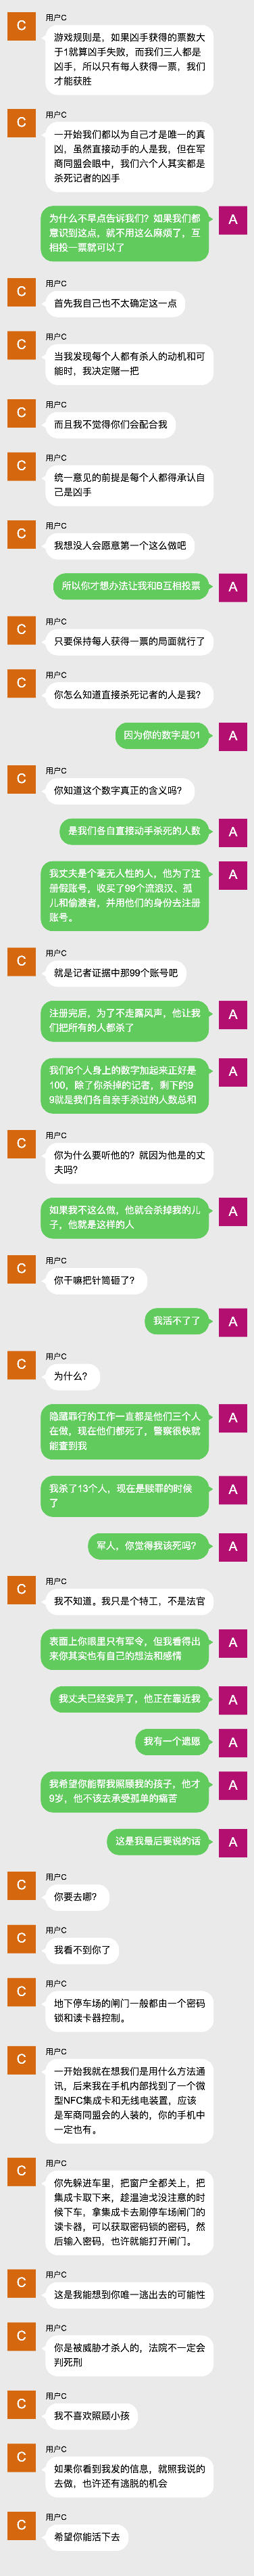 C
用户C
游戏规则是，如果凶手获得的票数大
于1就算凶手失败，而我们三人都是
凶手，所以只有每人获得一票，我们
才能获胜
C
用户C
一开始我们都以为自己才是唯一的真
凶，虽然直接动手的人是我，但在军
商同盟会眼中，我们六个人其实都是
杀死记者的凶手
A
为什么不早点告诉我们？如果我们都
意识到这点，就不用这么麻烦了，互
相投一票就可以了
C
用户C
首先我自己也不太确定这一点
C
用户C
当我发现每个人都有杀人的动机和可
能时，我决定赌一把
C
用户C
而且我不觉得你们会配合我
C
用户C
统一意见的前提是每个人都得承认自
己是凶手
C
用户C
我想没人会愿意第一个这么做吧
A
所以你才想办法让我和B互相投票
C
用户C
只要保持每人获得一票的局面就行了
C
用户C
你怎么知道直接杀死记者的人是我？
A
因为你的数字是01
C
用户C
你知道这个数字真正的含义吗？
A
是我们各自直接动手杀死的人数
A
我丈夫是个毫无人性的人，他为了注
册假账号，收买了99个流浪汉、孤
儿和偷渡者，并用他们的身份去注册
账号。
C
用户C
就是记者证据中那99个账号吧
A
注册完后，为了不走露风声，他让我
们把所有的人都杀了
A
我们6个人身上的数字加起来正好是
100，除了你杀掉的记者，剩下的9
9就是我们各自亲手杀过的人数总和
C
用户C
你为什么要听他的？就因为他是的丈
夫吗？
A
如果我不这么做，他就会杀掉我的儿
子，他就是这样的人
C
用户C
你干嘛把针筒砸了？
A
我活不了了
C
用户C
为什么？
A
隐藏罪行的工作一直都是他们三个人
在做，现在他们都死了，警察很快就
能查到我
A
我杀了13个人，现在是赎罪的时候
了
A
军人，你觉得我该死吗？
C
用户C
我不知道。我只是个特工，不是法官
A
表面上你眼里只有军令，但我看得出
来你其实也有自己的想法和感情
A
我丈夫已经变异了，他正在靠近我
A
我有一个遗愿
A
我希望你能帮我照顾我的孩子，他才
9岁，他不该去承受孤单的痛苦
A
这是我最后要说的话
C
用户C
你要去哪？
C
用户C
我看不到你了
C
用户C
地下停车场的闸门一般都由一个密码
锁和读卡器控制。
C
用户C
一开始我就在想我们是用什么方法通
讯，后来我在手机内部找到了一个微
型NFC集成卡和无线电装置，应该
是军商同盟会的人装的，你的手机中
一定也有。
C
用户C
你先躲进车里，把窗户全都关上，把
集成卡取下来，趁温迪戈没注意的时
候下车，拿集成卡去刷停车场闸门的
读卡器，可以获取密码锁的密码，然
后输入密码，也许就能打开闸门。
C
用户C
这是我能想到你唯一逃出去的可能性
C
用户C
你是被威胁才杀人的，法院不一定会
判死刑
C
用户C
我不喜欢照顾小孩
C
用户C
如果你看到我发的信息，就照我说的
去做，也许还有逃脱的机会
C
用户C
希望你能活下去